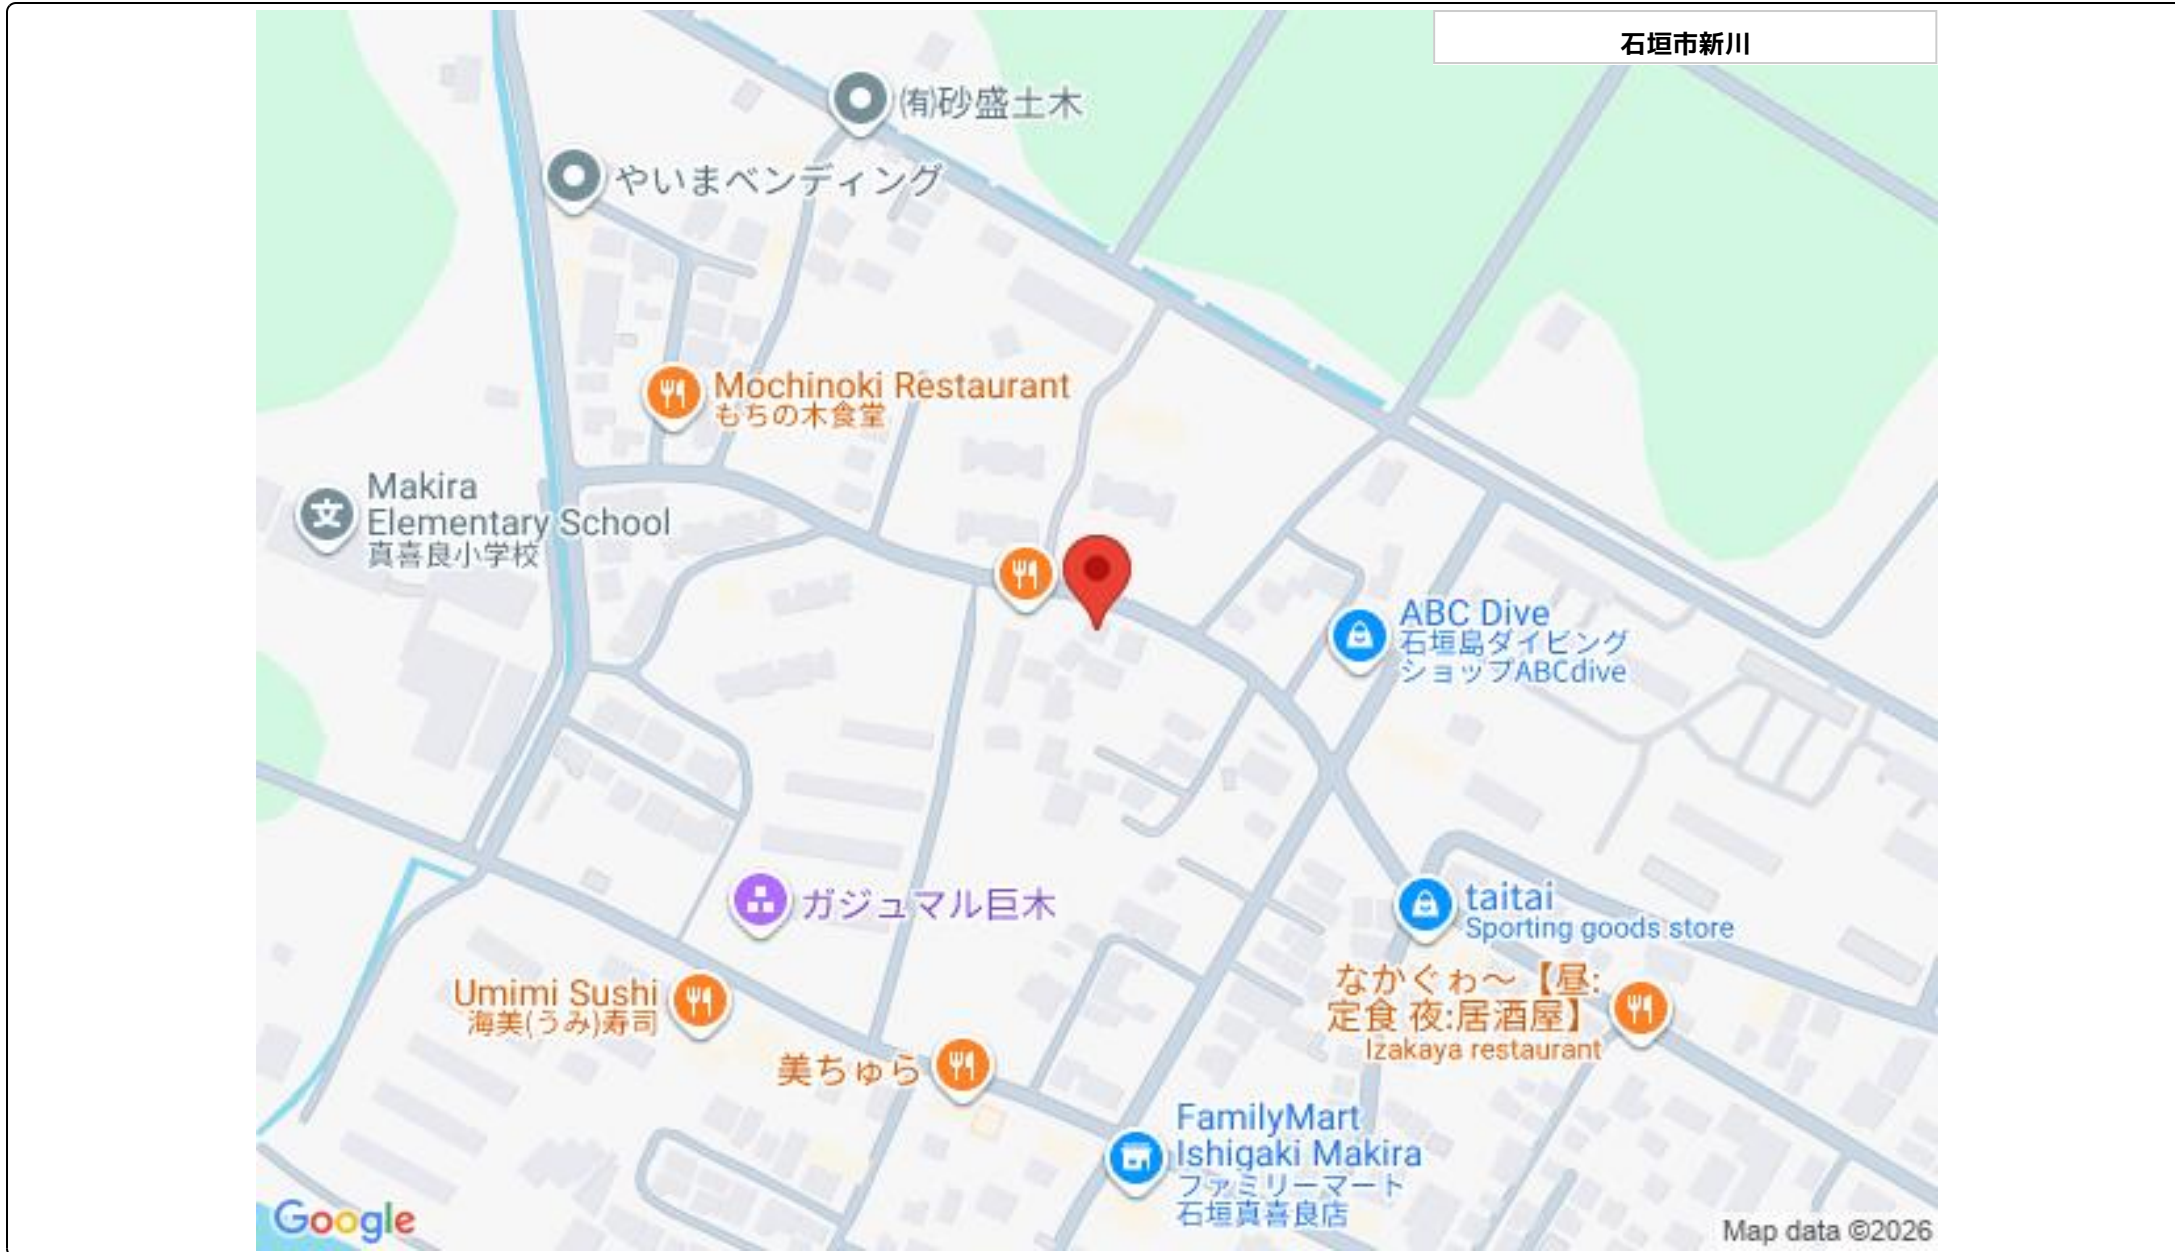 石垣市新川
㈲砂盛土木
やいまベンディング
Mochinoki Restaurant
もちの木食堂
Makira
Elementary School
真喜良小学校
ABC Dive
石垣島ダイビング
ショップABCdive
ガジュマル巨木
taitai
Sporting goods store
Umimi Sushi
海美(うみ)寿司
なかぐゎ～【昼:
定食 夜:居酒屋】
Izakaya restaurant
美ちゅら
FamilyMart
Ishigaki Makira
ファミリーマート
石垣真喜良店
Google
Map data ©2026